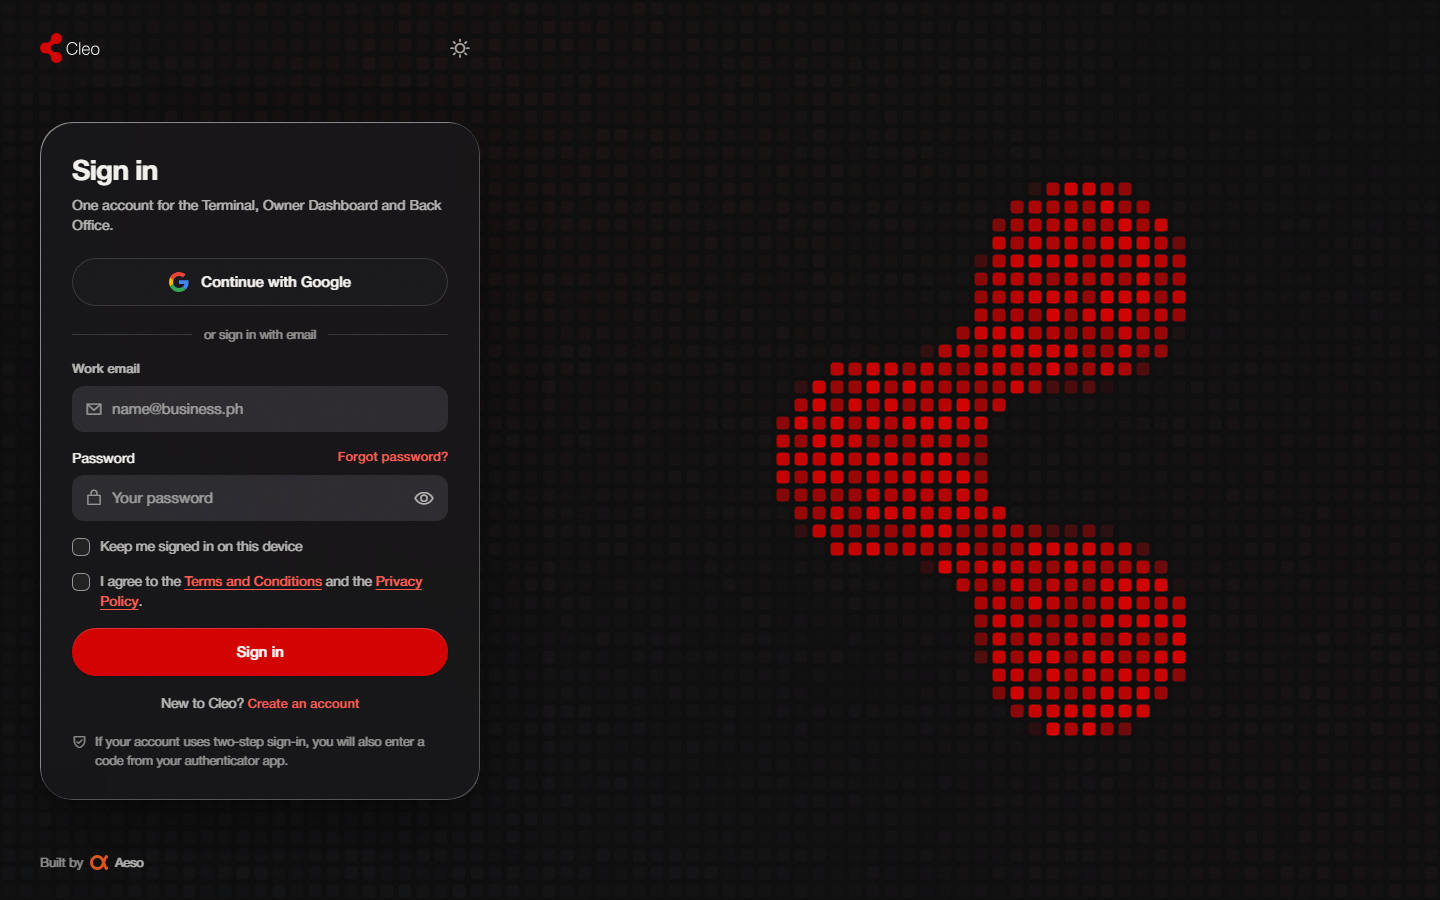 Cleo
Sign in
One account for the Terminal, Owner Dashboard and Back
Office.
Continue with Google
or sign in with email
Work email
name@business.ph
Password
Forgot password?
Your password
Keep me signed in on this device
I agree to the Terms and Conditions and the Privacy
Policy.
Sign in
New to Cleo? Create an account
If your account uses two-step sign-in, you will also enter a
code from your authenticator app.
Built by Aeso